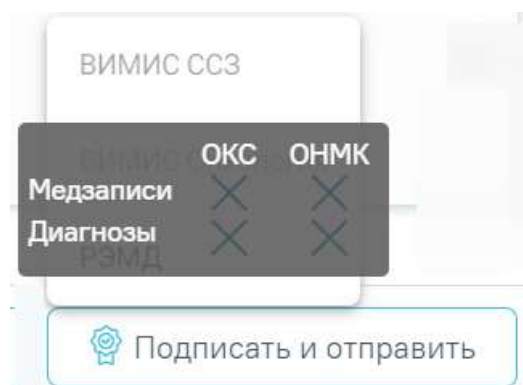 ВИМИС ССЗ
ОКС ОНМК
Медзаписи
Диагнозы
РЭМД
Подписать и отправить